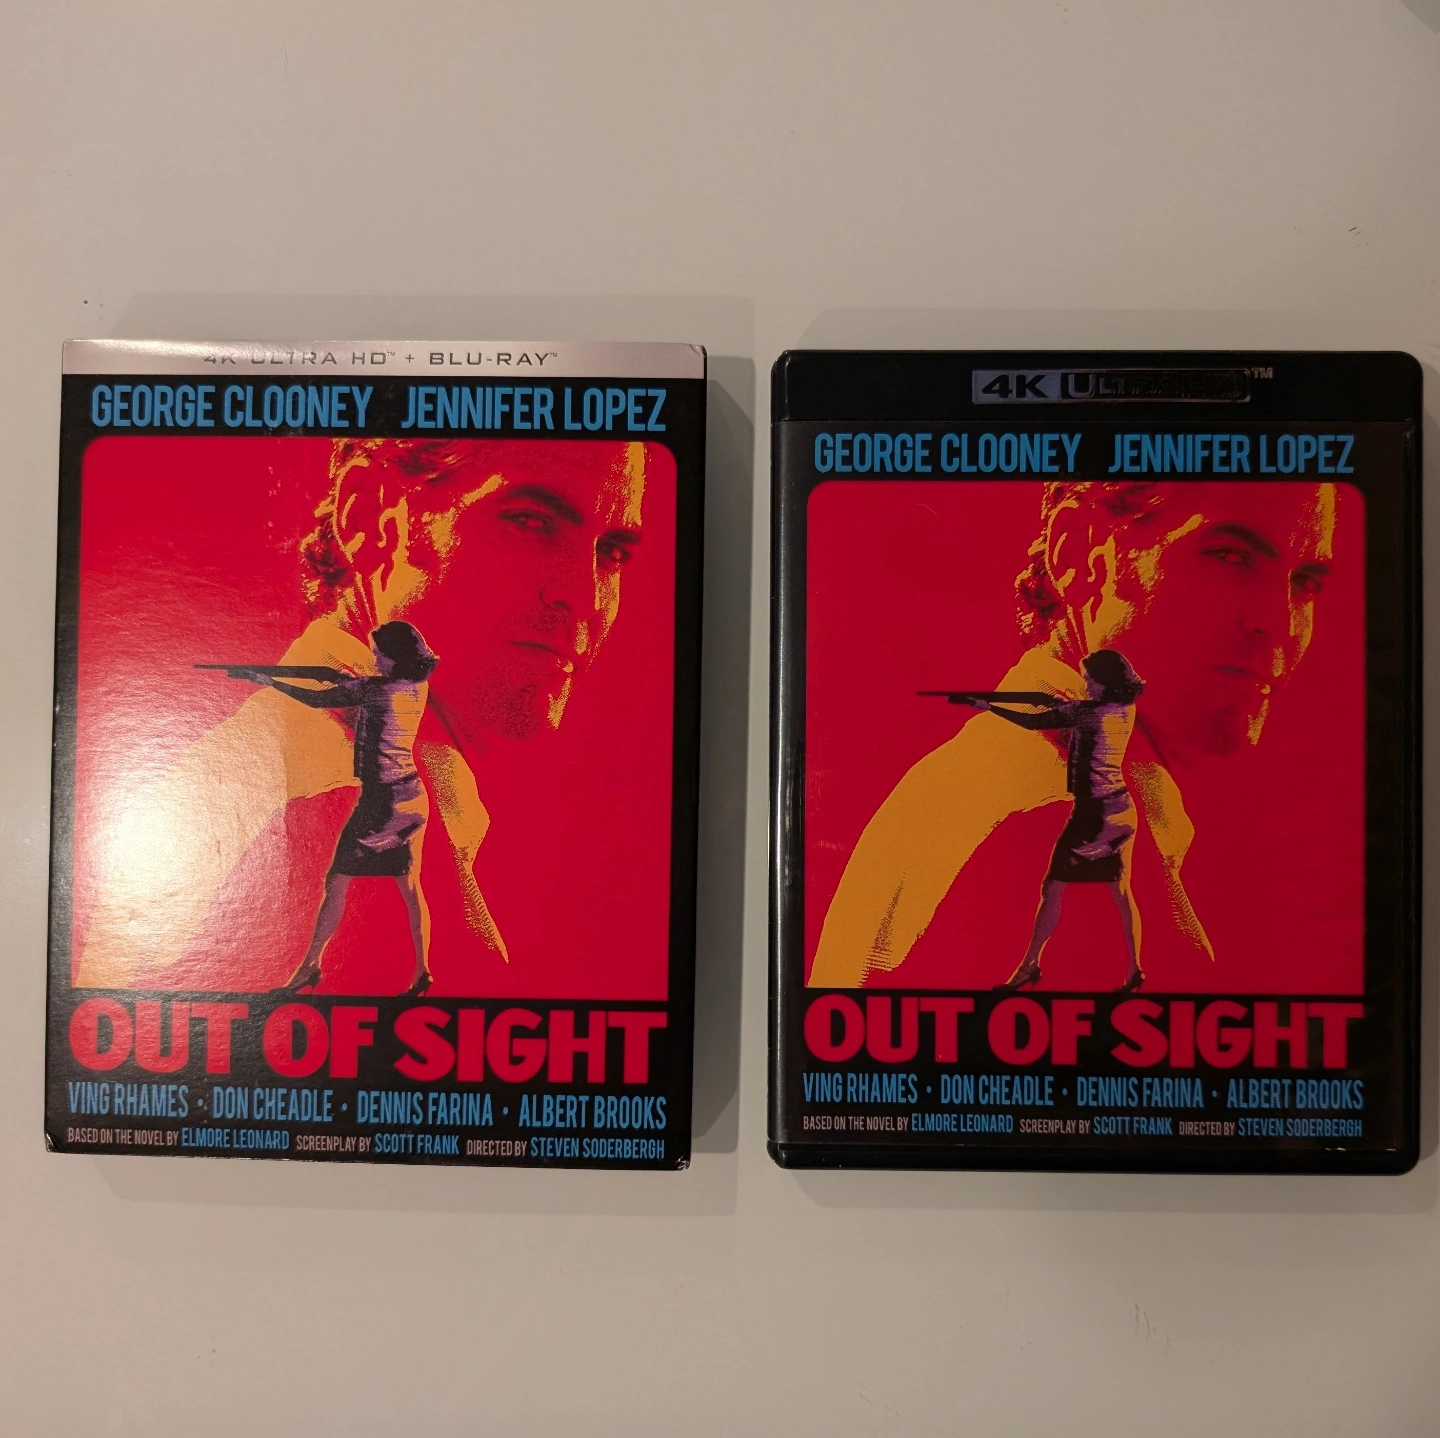 4K ULTRA HD™ + BLU-RAY™
GEORGE CLOONEY JENNIFER LOPEZ
OUT OF SIGHT
VING RHAMES • DON CHEADLE • DENNIS FARINA • ALBERT BROOKS
BASED ON THE NOVEL BY ELMORE LEONARD SCREENPLAY BY SCOTT FRANK DIRECTED BY STEVEN SODERBERGH
4K ULTRA HD™
GEORGE CLOONEY JENNIFER LOPEZ
OUT OF SIGHT
VING RHAMES • DON CHEADLE • DENNIS FARINA • ALBERT BROOKS
BASED ON THE NOVEL BY ELMORE LEONARD SCREENPLAY BY SCOTT FRANK DIRECTED BY STEVEN SODERBERGH